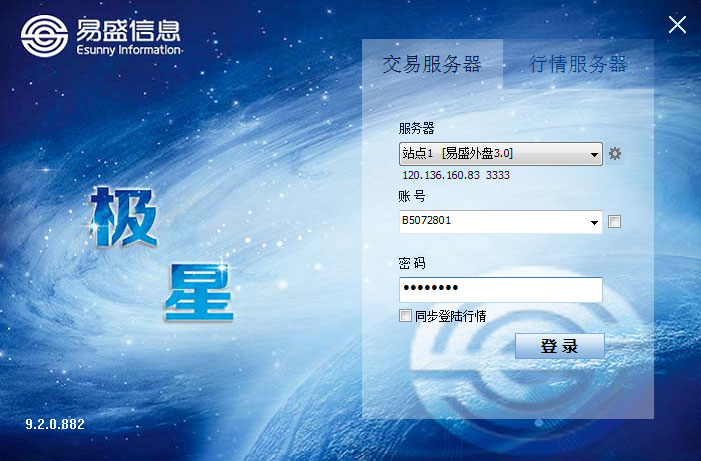 易盛信息
Esunny Information
交易服务器
行情服务器
服务器
站点1 [易盛外盘3.0]
120.136.160.83 3333
账 号
B5072801
密 码
●●●●●●●●
同步登陆行情
登 录
极
星
9.2.0.882